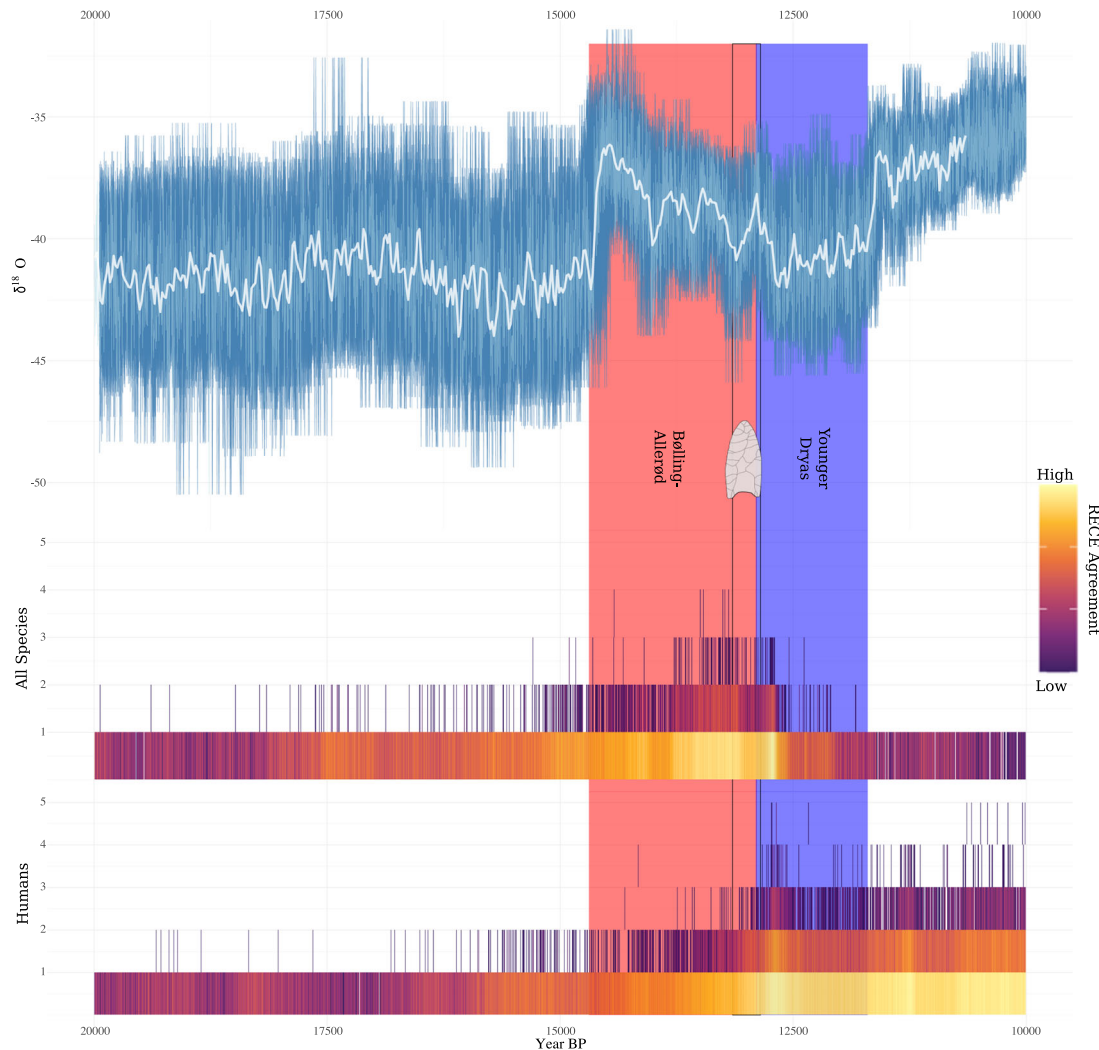 20000 17500 15000 12500 10000
-35
-40
-45
-50
δ18 O
Bølling-
Allerød
Younger
Dryas
High
Low
RECE Agreement
5
4
3
2
1
All Species
5
4
3
2
1
Humans
20000 17500 15000 12500 10000
Year BP